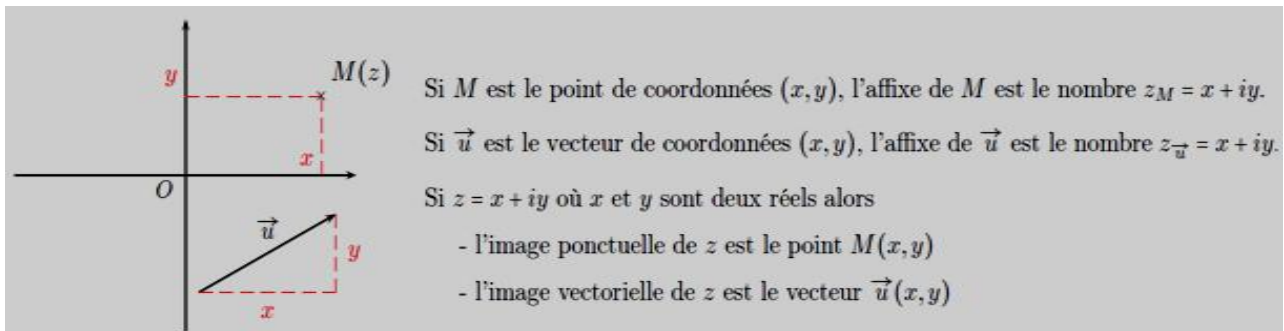 y
M(z)
x
O
u⃗
y
x
Si M est le point de coordonnées (x, y), l'affixe de M est le nombre z_M = x + iy.
Si u⃗ est le vecteur de coordonnées (x, y), l'affixe de u⃗ est le nombre z_u⃗ = x + iy.
Si z = x + iy où x et y sont deux réels alors
- l'image ponctuelle de z est le point M(x, y)
- l'image vectorielle de z est le vecteur u⃗(x, y)